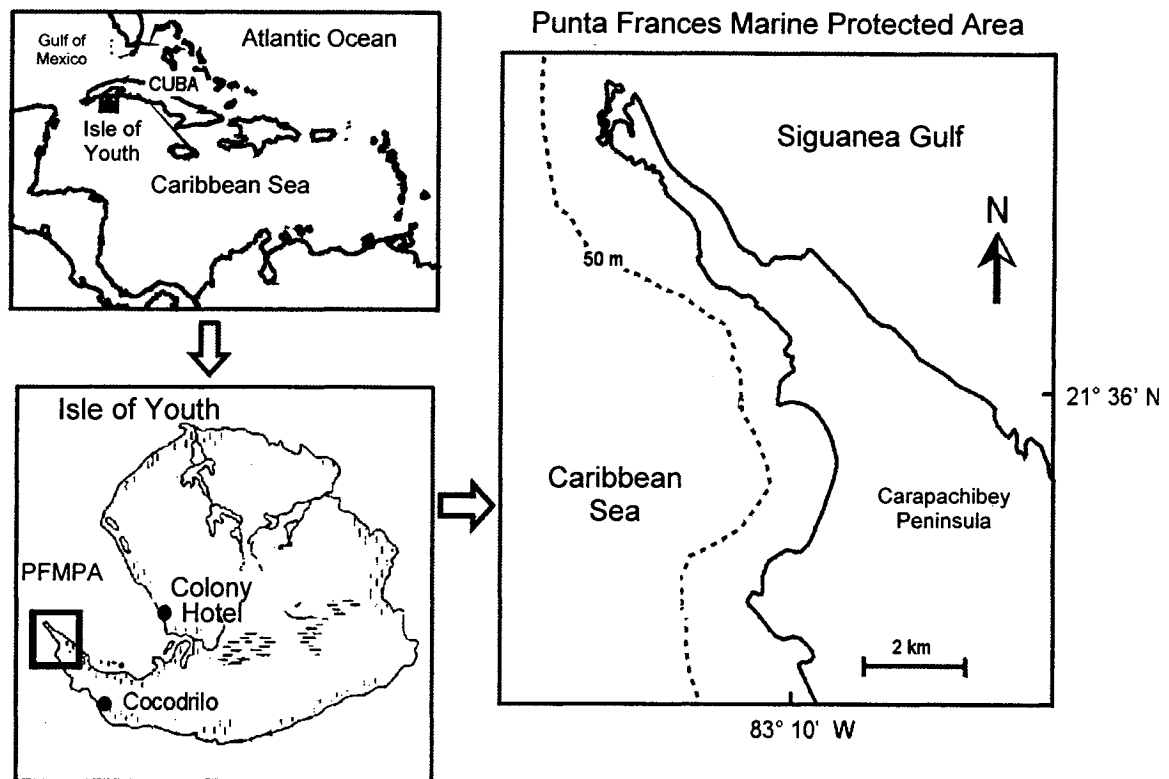 Gulf of
Mexico
Atlantic Ocean
CUBA
Isle of
Youth
Caribbean Sea
Isle of Youth
PFMPA
Colony
Hotel
Cocodrilo
Punta Frances Marine Protected Area
Siguanea Gulf
N
50 m
21° 36' N
Caribbean
Sea
Carapachibey
Peninsula
2 km
83° 10' W